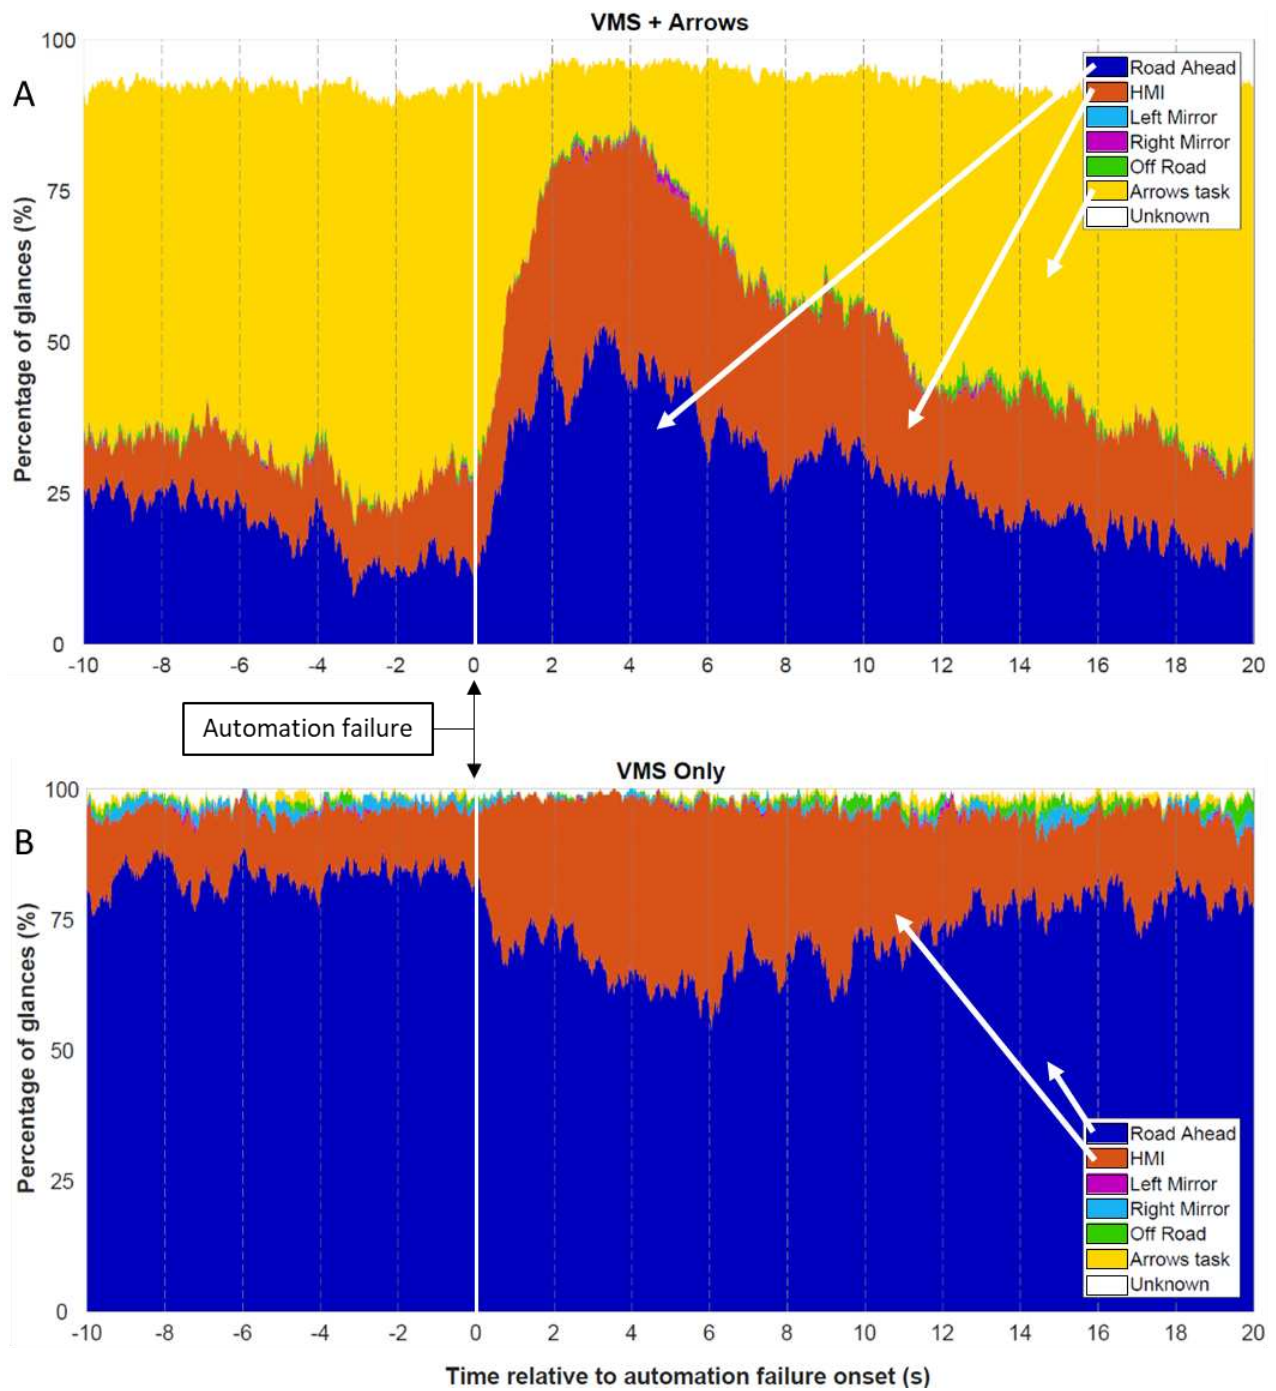 VMS + Arrows
A
Percentage of glances (%)
100
75
50
25
0
Road Ahead
HMI
Left Mirror
Right Mirror
Off Road
Arrows task
Unknown
-10 -8 -6 -4 -2 0 2 4 6 8 10 12 14 16 18 20
Automation failure
VMS Only
B
Percentage of glances (%)
100
75
50
25
0
Road Ahead
HMI
Left Mirror
Right Mirror
Off Road
Arrows task
Unknown
-10 -8 -6 -4 -2 0 2 4 6 8 10 12 14 16 18 20
Time relative to automation failure onset (s)